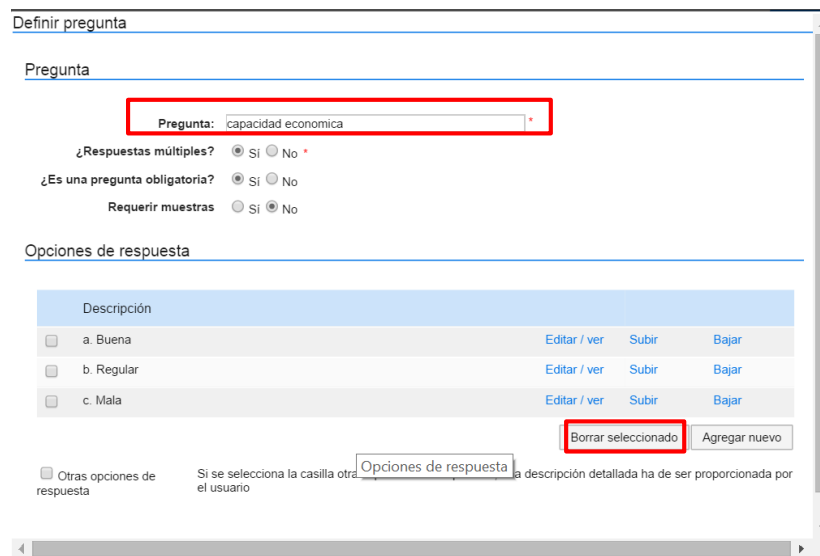 Definir pregunta
Pregunta
Pregunta: capacidad economica *
¿Respuestas múltiples? Sí No *
¿Es una pregunta obligatoria? Sí No
Requerir muestras Sí No
Opciones de respuesta
Descripción
a. Buena Editar / ver Subir Bajar
b. Regular Editar / ver Subir Bajar
c. Mala Editar / ver Subir Bajar
Borrar seleccionado Agregar nuevo
Opciones de respuesta
Otras opciones de respuesta
Si se selecciona la casilla otra a descripción detallada ha de ser proporcionada por
el usuario